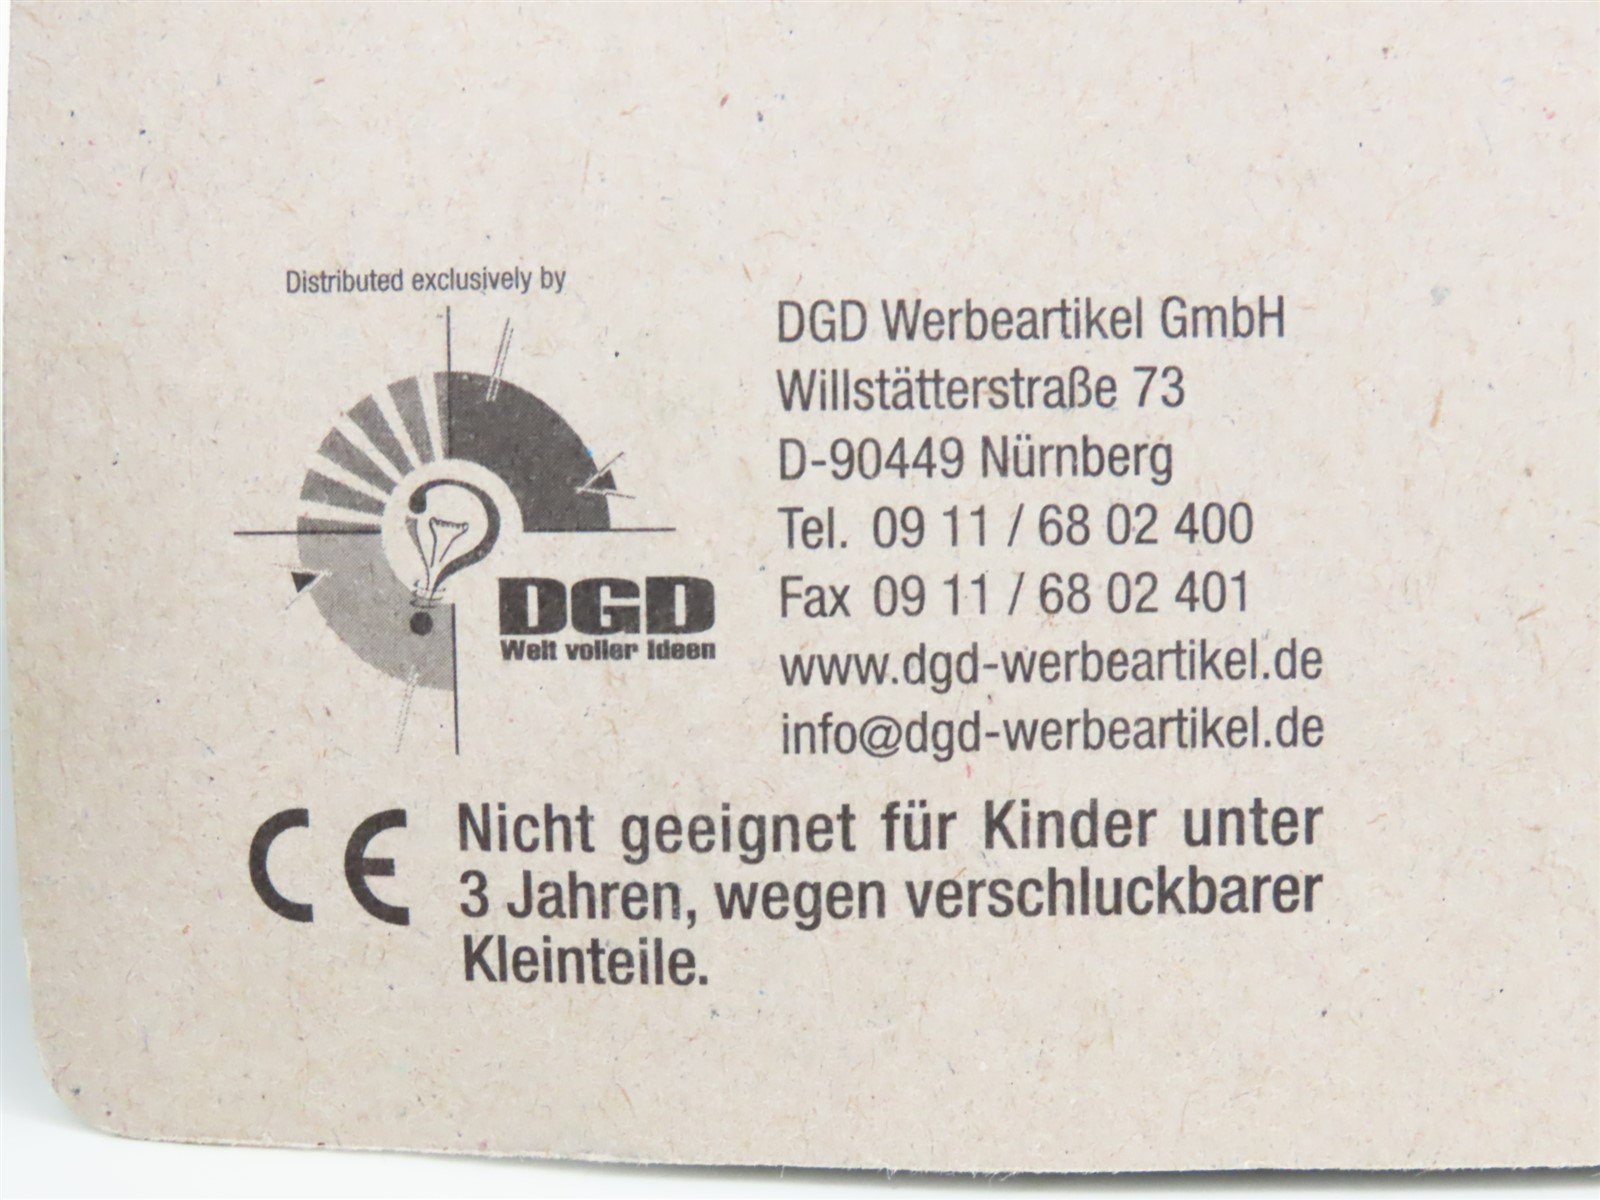 Distributed exclusively by
DGD
Welt voller Ideen
DGD Werbeartikel GmbH
Willstätterstraße 73
D-90449 Nürnberg
Tel. 09 11 / 68 02 400
Fax 09 11 / 68 02 401
www.dgd-werbeartikel.de
info@dgd-werbeartikel.de
CE
Nicht geeignet für Kinder unter
3 Jahren, wegen verschluckbarer
Kleinteile.